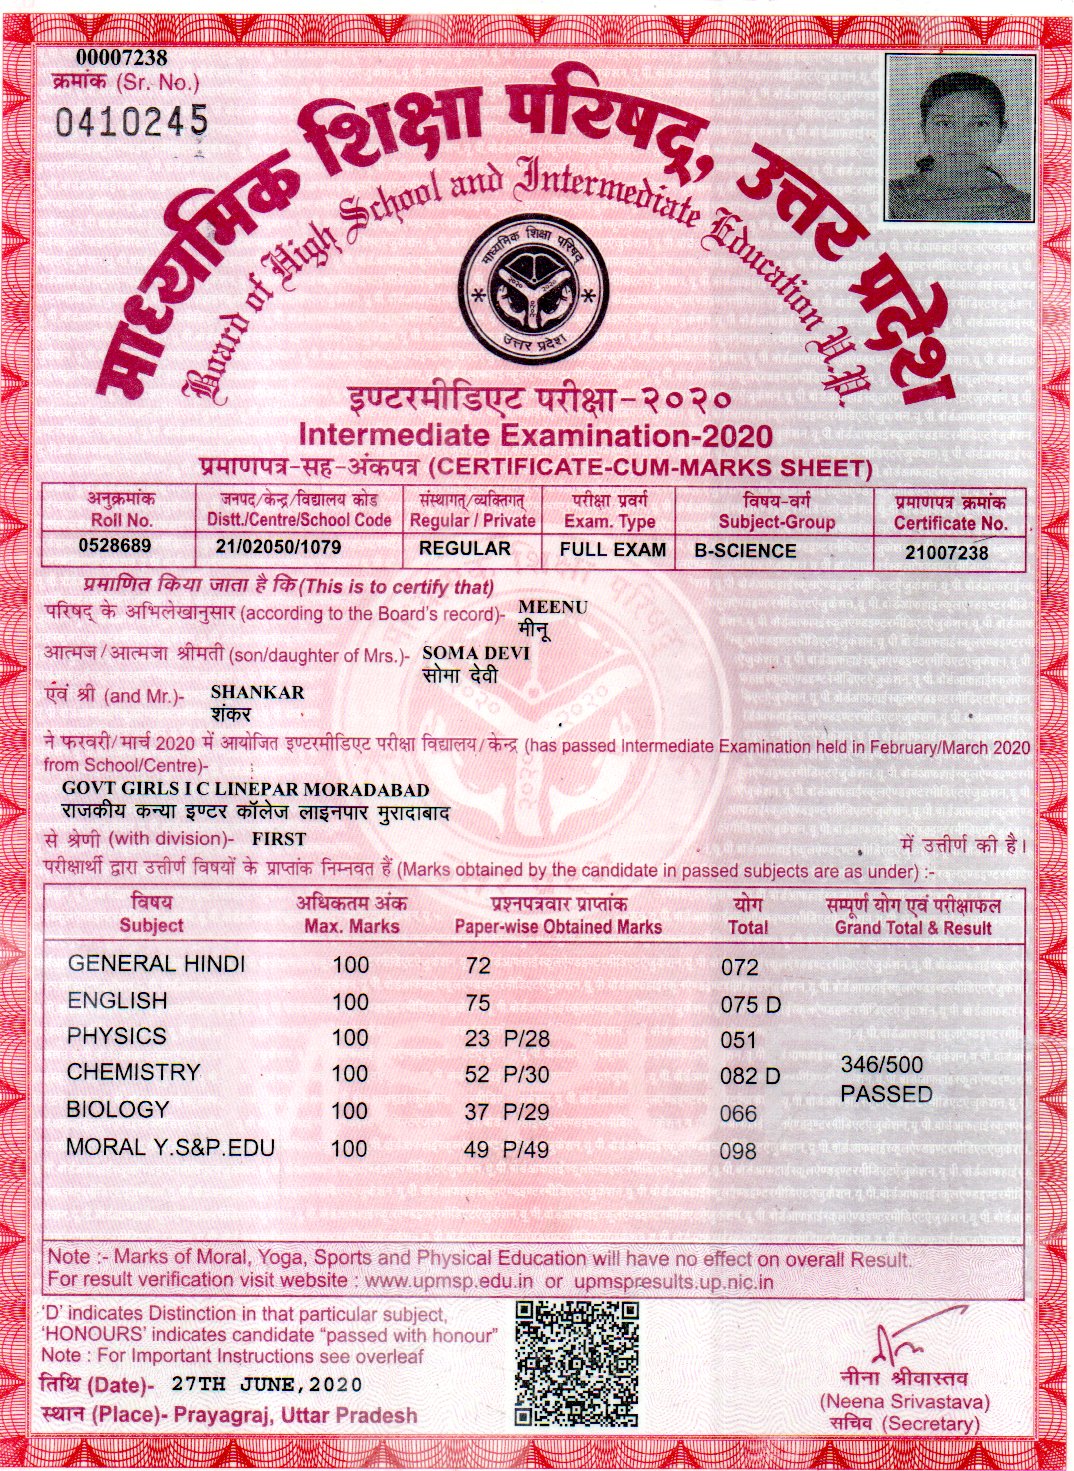 00007238
क्रमांक (Sr. No.)
0410245
माध्यमिक शिक्षा परिषद्, उत्तर प्रदेश
Board of High School and Intermediate Education U.P.
माध्यमिक शिक्षा परिषद्
उत्तर प्रदेश
इण्टरमीडिएट परीक्षा-२०२०
Intermediate Examination-2020
प्रमाणपत्र-सह-अंकपत्र (CERTIFICATE-CUM-MARKS SHEET)
अनुक्रमांक जनपद/केन्द्र/विद्यालय कोड संस्थागत्/व्यक्तिगत् परीक्षा प्रवर्ग विषय-वर्ग प्रमाणपत्र क्रमांक
Roll No. Distt./Centre/School Code Regular / Private Exam. Type Subject-Group Certificate No.
0528689 21/02050/1079 REGULAR FULL EXAM B-SCIENCE 21007238
प्रमाणित किया जाता है कि (This is to certify that)
परिषद् के अभिलेखानुसार (according to the Board's record)- MEENU
मीनू
आत्मज/आत्मजा श्रीमती (son/daughter of Mrs.)- SOMA DEVI
सोमा देवी
एवं श्री (and Mr.)- SHANKAR
शंकर
ने फरवरी/मार्च 2020 में आयोजित इण्टरमीडिएट परीक्षा विद्यालय/केन्द्र (has passed Intermediate Examination held in February/March 2020
from School/Centre)-
GOVT GIRLS I C LINEPAR MORADABAD
राजकीय कन्या इण्टर कॉलेज लाइनपार मुरादाबाद
से श्रेणी (with division)- FIRST में उत्तीर्ण की है।
परीक्षार्थी द्वारा उत्तीर्ण विषयों के प्राप्तांक निम्नवत हैं (Marks obtained by the candidate in passed subjects are as under) :-
विषय अधिकतम अंक प्रश्नपत्रवार प्राप्तांक योग सम्पूर्ण योग एवं परीक्षाफल
Subject Max. Marks Paper-wise Obtained Marks Total Grand Total & Result
GENERAL HINDI 100 72 072
ENGLISH 100 75 075 D
PHYSICS 100 23 P/28 051
CHEMISTRY 100 52 P/30 082 D 346/500
PASSED
BIOLOGY 100 37 P/29 066
MORAL Y.S&P.EDU 100 49 P/49 098
Note :- Marks of Moral, Yoga, Sports and Physical Education will have no effect on overall Result.
For result verification visit website : www.upmsp.edu.in or upmspresults.up.nic.in
'D' indicates Distinction in that particular subject,
'HONOURS' indicates candidate "passed with honour"
Note : For Important Instructions see overleaf
तिथि (Date)- 27TH JUNE,2020
स्थान (Place)- Prayagraj, Uttar Pradesh
नीना श्रीवास्तव
(Neena Srivastava)
सचिव (Secretary)